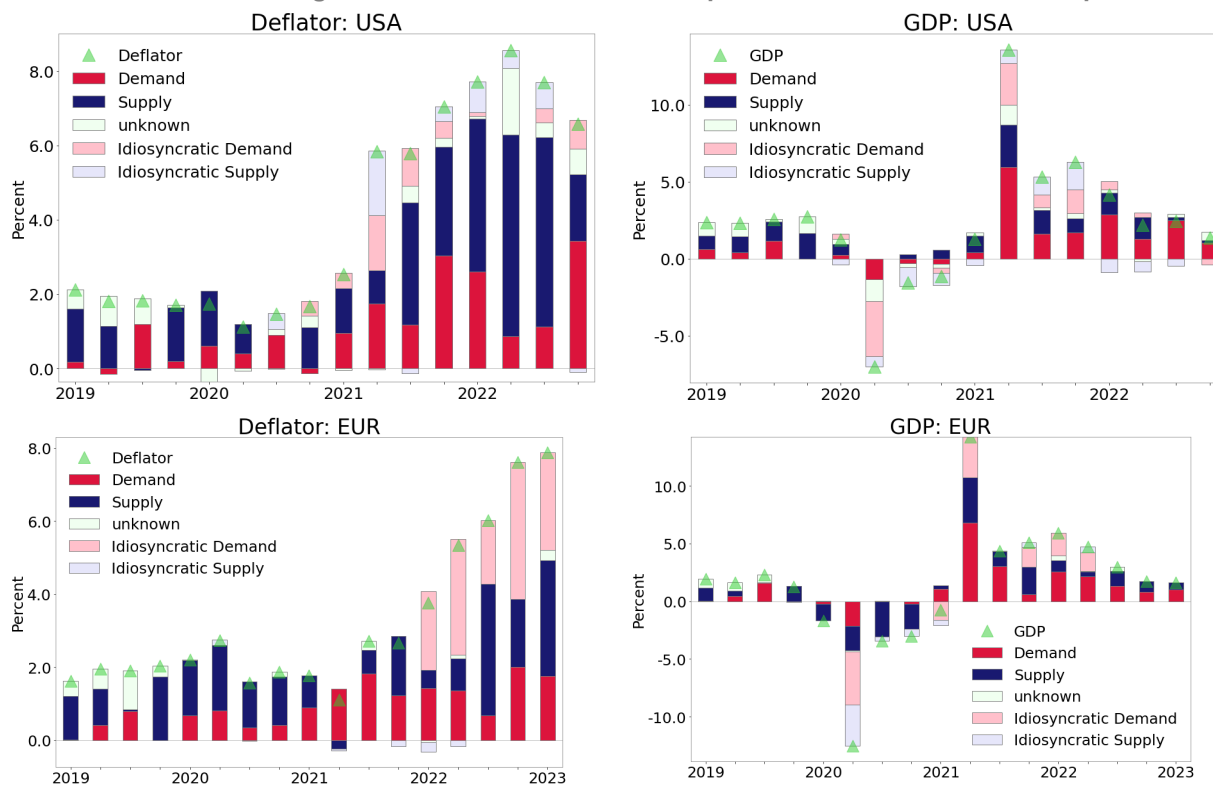 Deflator: USA
Percent
8.0
6.0
4.0
2.0
0.0
2019
2020
2021
2022
Deflator
Demand
Supply
unknown
Idiosyncratic Demand
Idiosyncratic Supply
GDP: USA
Percent
10.0
5.0
0.0
-5.0
2019
2020
2021
2022
GDP
Demand
Supply
unknown
Idiosyncratic Demand
Idiosyncratic Supply
Deflator: EUR
Percent
8.0
6.0
4.0
2.0
0.0
2019
2020
2021
2022
2023
Deflator
Demand
Supply
unknown
Idiosyncratic Demand
Idiosyncratic Supply
GDP: EUR
Percent
10.0
5.0
0.0
-5.0
-10.0
2019
2020
2021
2022
2023
GDP
Demand
Supply
unknown
Idiosyncratic Demand
Idiosyncratic Supply